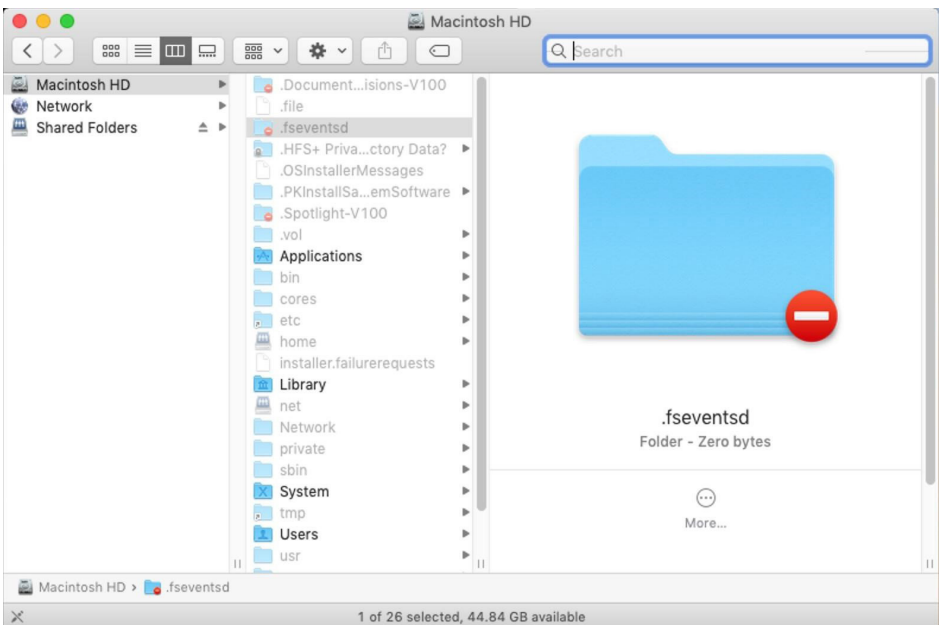 Macintosh HD
Search
Macintosh HD
Network
Shared Folders
.Document...isions-V100
.file
.fseventsd
.HFS+ Priva...ctory Data?
.OSInstallerMessages
.PKInstallSa...emSoftware
.Spotlight-V100
.vol
Applications
bin
cores
etc
home
installer.failurerequests
Library
net
Network
private
sbin
System
tmp
Users
usr
.fseventsd
Folder - Zero bytes
More...
Macintosh HD › .fseventsd
1 of 26 selected, 44.84 GB available